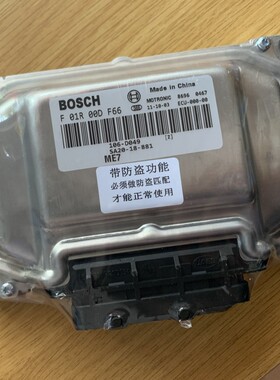 Made in China
BOSCH
MOTRONIC 8696 0467
F 01R 00D F66
11-10-03 ECU-000-00
106-D049
SA20-18-881
ME7
带防盗功能
必须做防盗匹配
才能正常使用